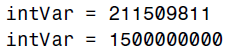 intVar = 211509811
intVar = 1500000000